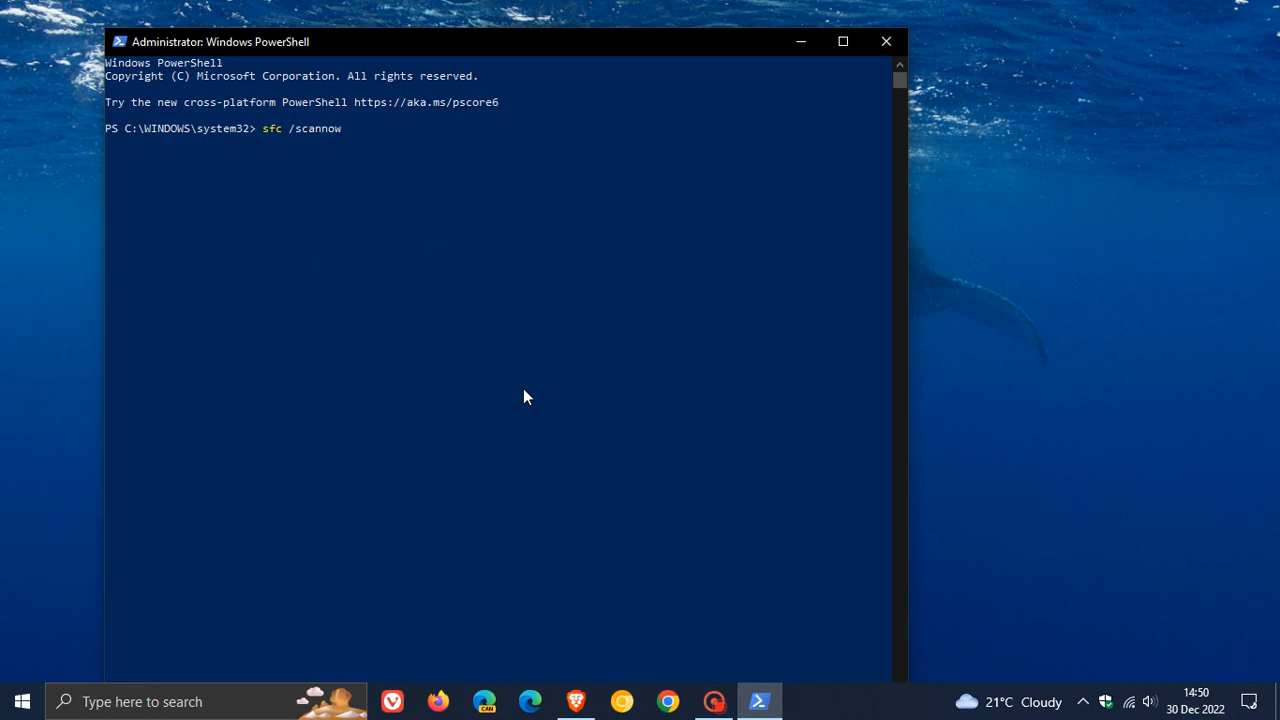 Administrator: Windows PowerShell
Windows PowerShell
Copyright (C) Microsoft Corporation. All rights reserved.
Try the new cross-platform PowerShell https://aka.ms/pscore6
PS C:\WINDOWS\system32> sfc /scannow
Type here to search
CAN
21°C Cloudy
14:50
30 Dec 2022